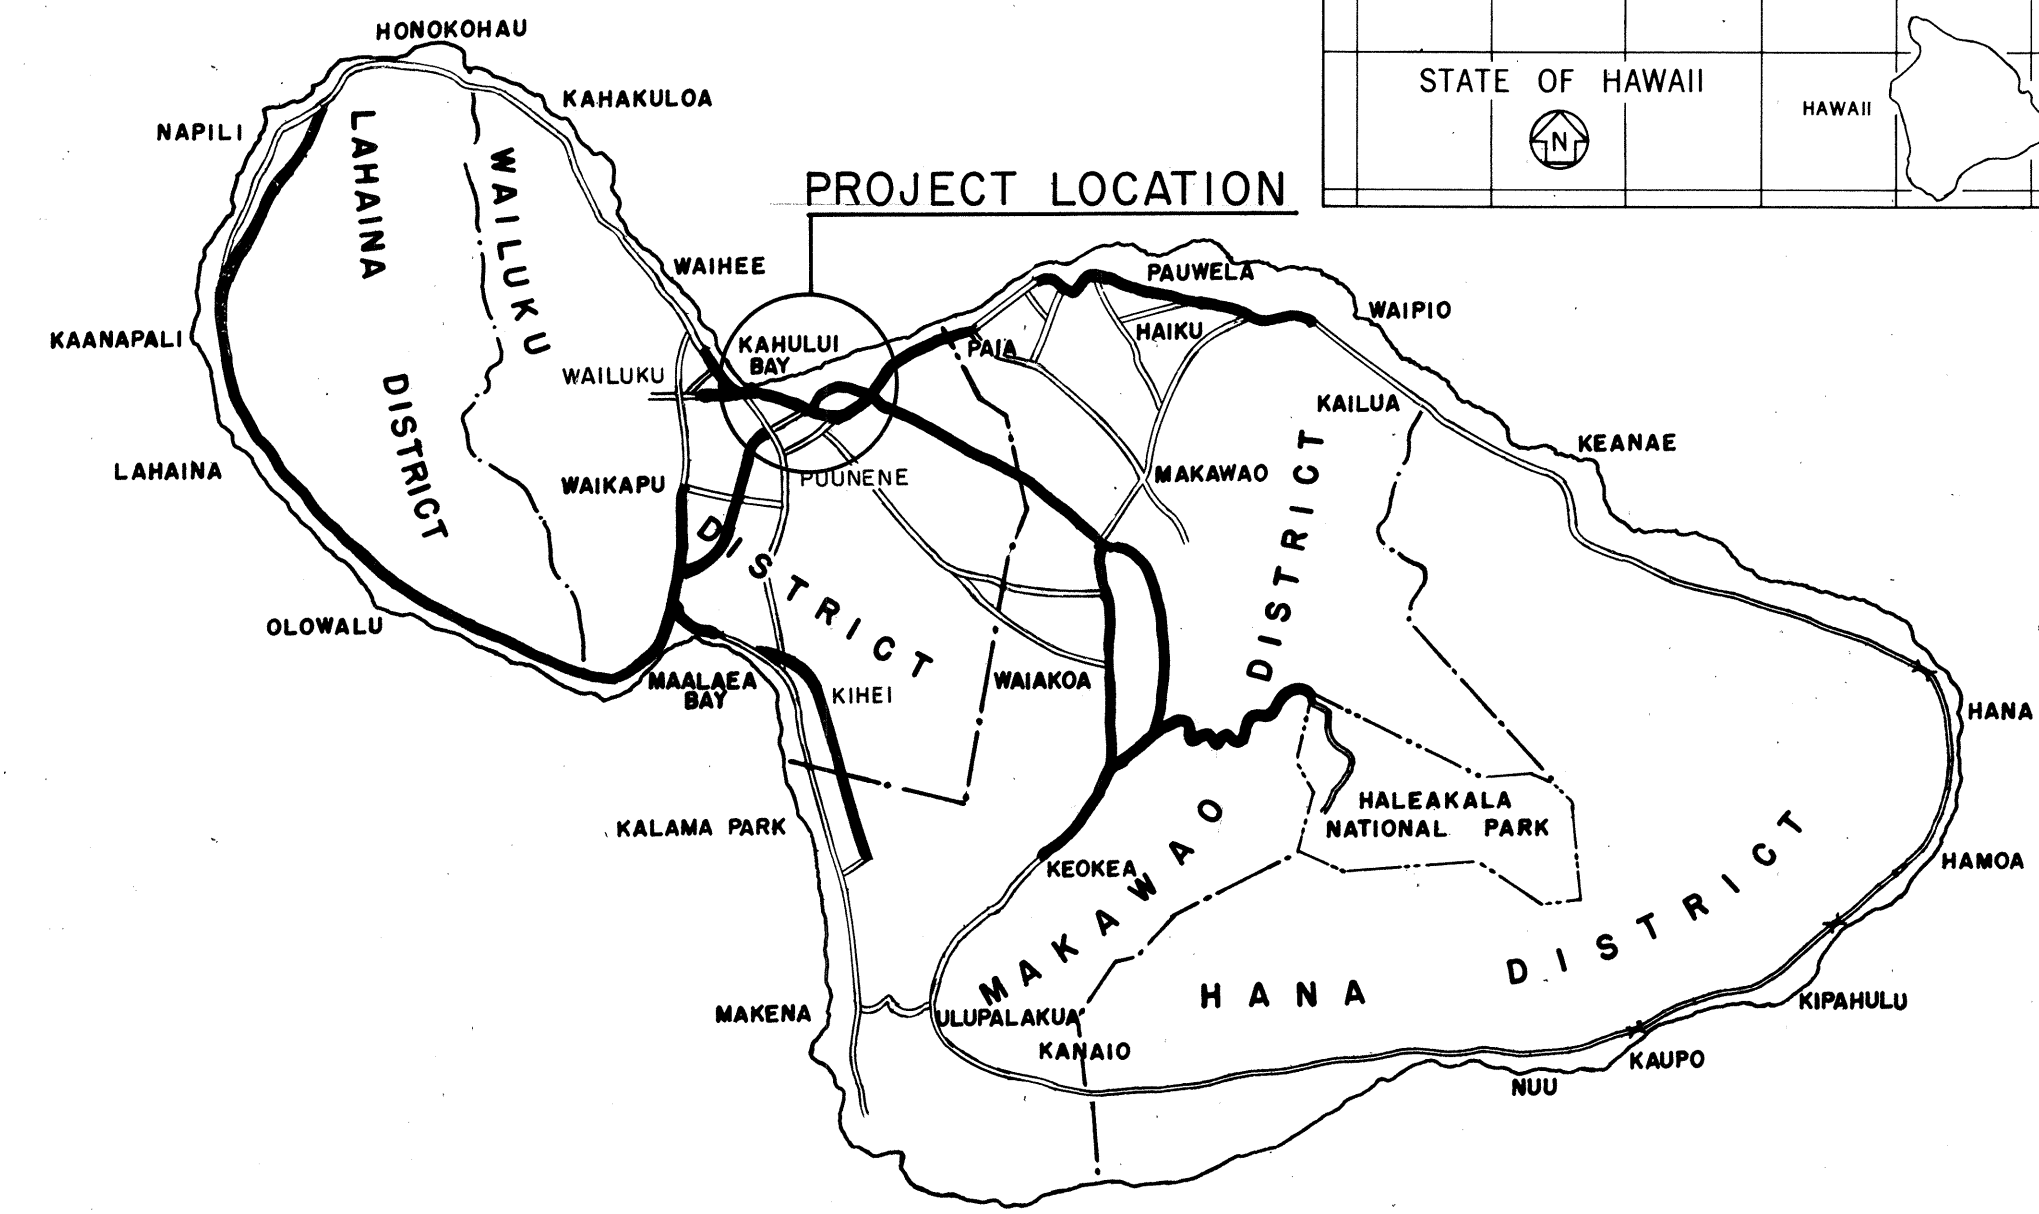 HONOKOHAU
STATE OF HAWAII
N
HAWAII
KAHAKULOA
NAPILI
LAHAINA
DISTRICT
WAILUKU
DISTRICT
PROJECT LOCATION
WAIHEE
PAUWELA
WAIPIO
KAANAPALI
KAHULUI
BAY
PAIA
HAIKU
WAILUKU
KAILUA
KEANAE
LAHAINA
WAIKAPU
PUUNENE
MAKAWAO
OLOWALU
MAALAEA
BAY
KIHEI
WAIAKOA
HANA
KALAMA PARK
HALEAKALA
NATIONAL PARK
KEOKEA
HAMOA
MAKAWAO
DISTRICT
HANA
DISTRICT
MAKENA
ULUPALAKUA
KANAIO
KIPAHULU
KAUPO
NUU